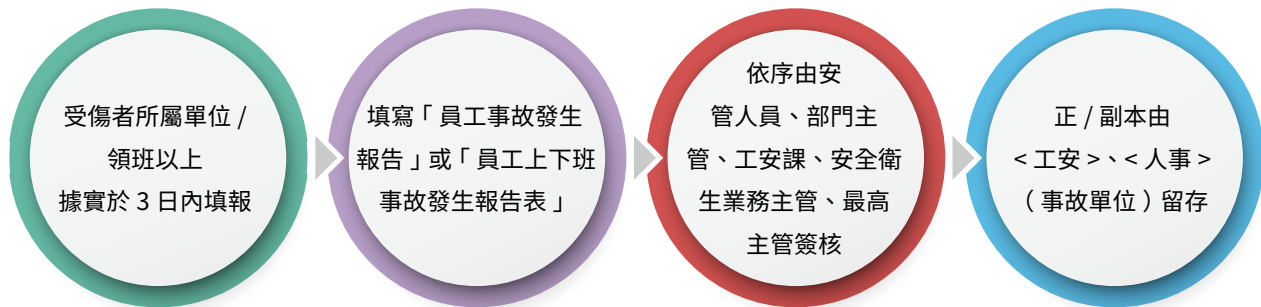 受傷者所屬單位 /
領班以上
據實於 3 日內填報
填寫「員工事故發生
報告」或「員工上下班
事故發生報告表」
依序由安
管人員、部門主
管、工安課、安全衛
生業務主管、最高
主管簽核
正 / 副本由
< 工安 >、< 人事 >
（事故單位）留存